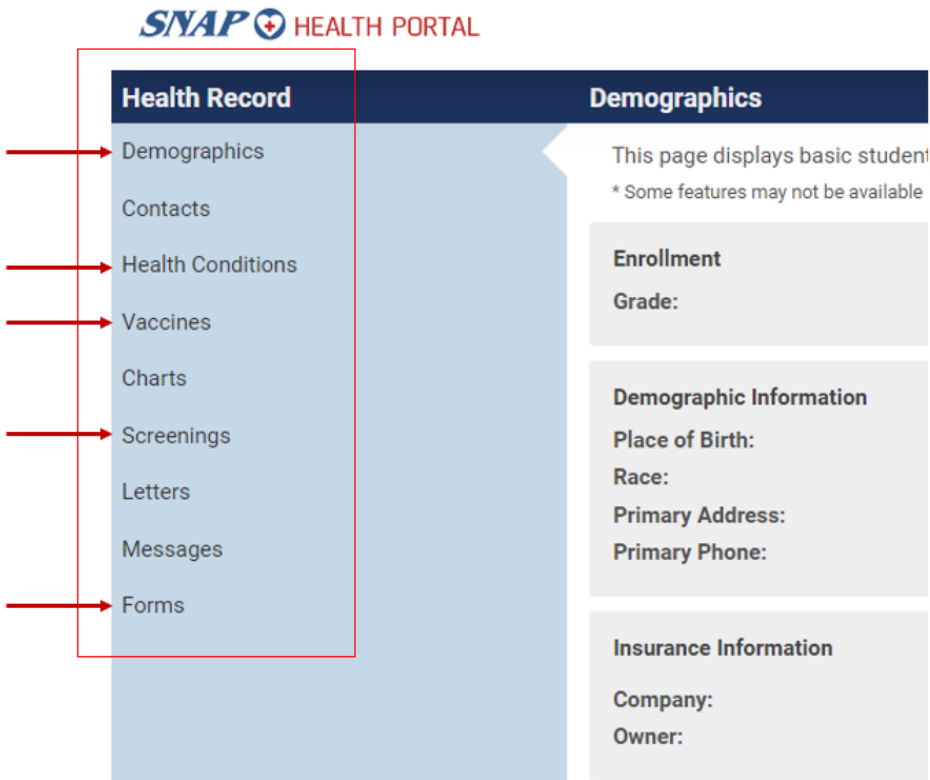 SNAP HEALTH PORTAL
Health Record
Demographics
Contacts
Health Conditions
Vaccines
Charts
Screenings
Letters
Messages
Forms
Demographics
This page displays basic student
* Some features may not be available
Enrollment
Grade:
Demographic Information
Place of Birth:
Race:
Primary Address:
Primary Phone:
Insurance Information
Company:
Owner: